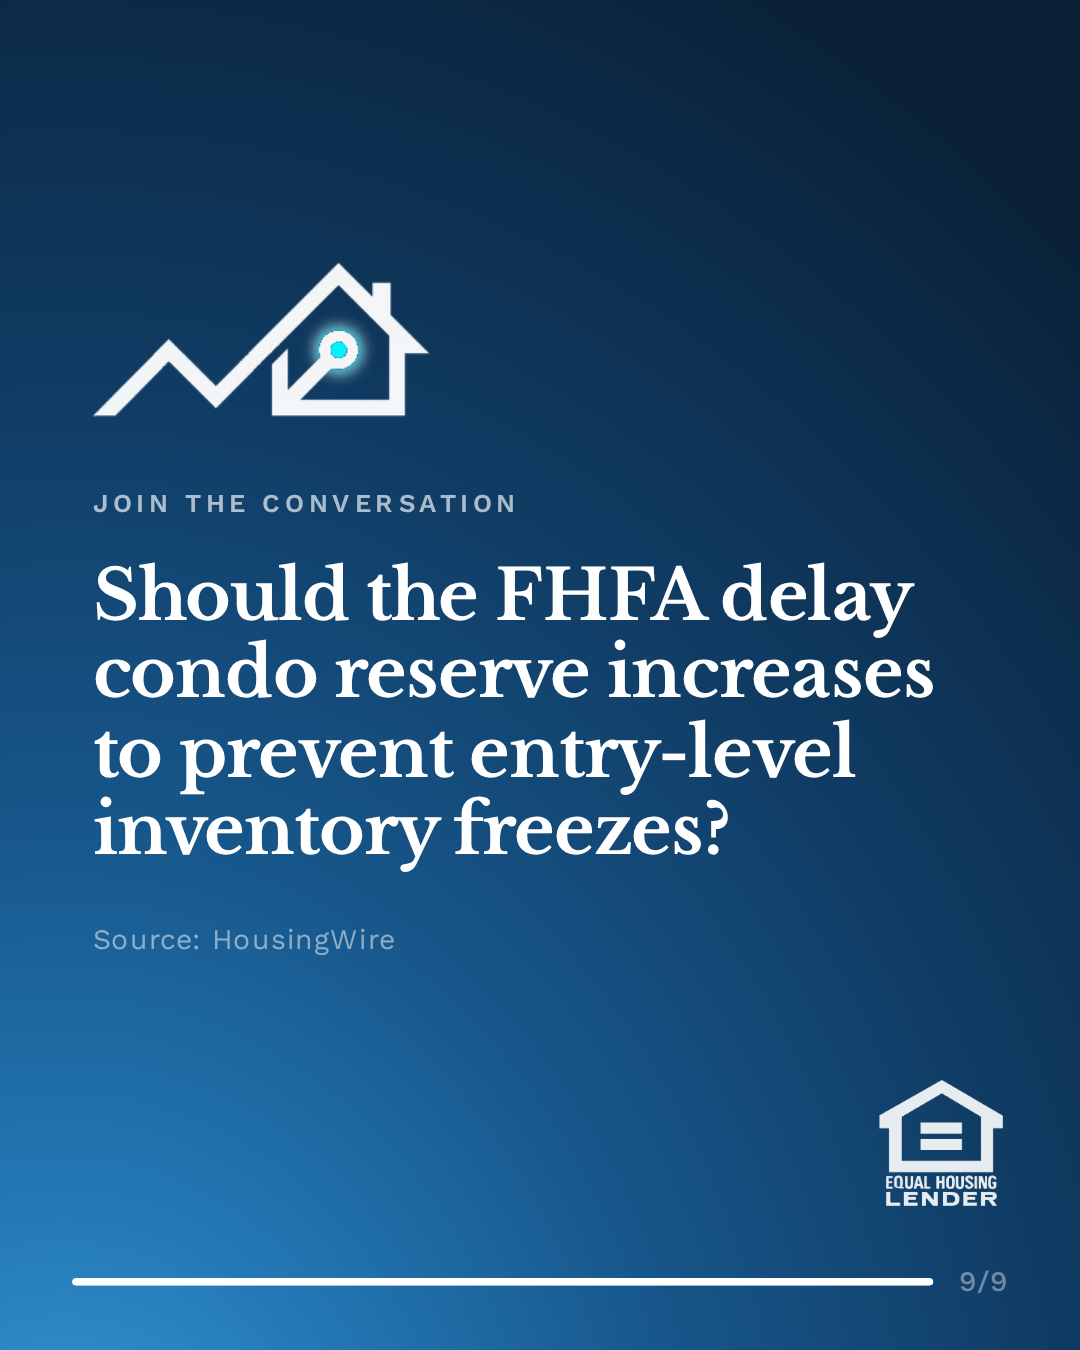 JOIN THE CONVERSATION
Should the FHFA delay
condo reserve increases
to prevent entry-level
inventory freezes?
Source: HousingWire
EQUAL HOUSING
LENDER
9/9